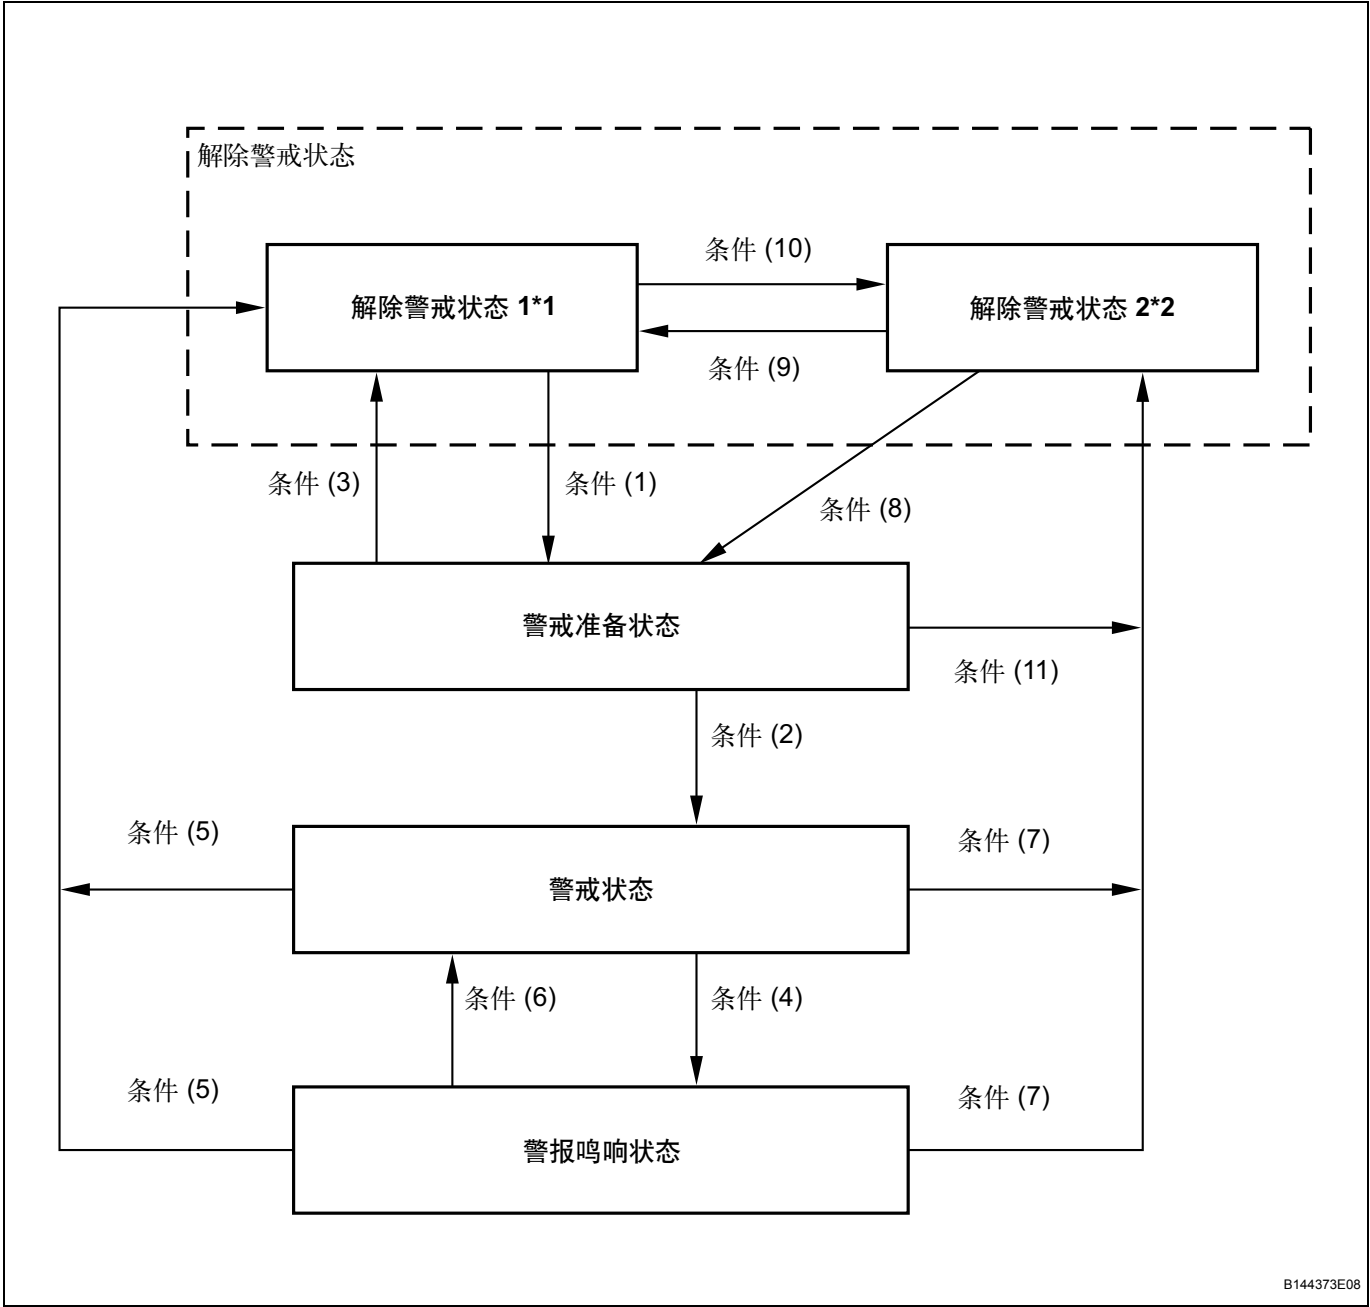 解除警戒状态
条件 (10)
解除警戒状态 1*1
解除警戒状态 2*2
条件 (9)
条件 (3)
条件 (1)
条件 (8)
警戒准备状态
条件 (11)
条件 (2)
条件 (5)
条件 (7)
警戒状态
条件 (6)
条件 (4)
条件 (5)
条件 (7)
警报鸣响状态
B144373E08